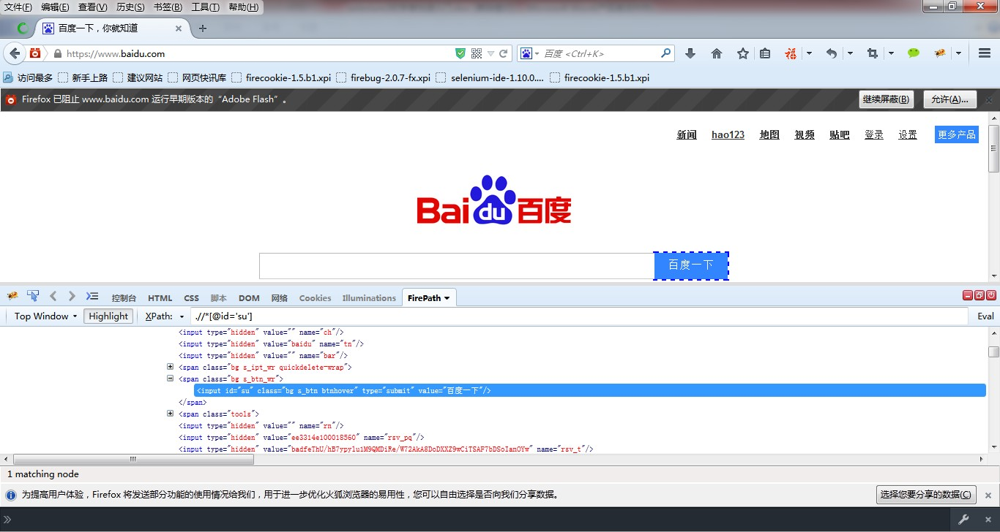 文件(F) 编辑(E) 查看(V) 历史(S) 书签(B) 工具(T) 帮助(H)
百度一下，你就知道
https://www.baidu.com 百度 <Ctrl+K>
访问最多 新手上路 建议网站 网页快讯库 firecookie-1.5.b1.xpi firebug-2.0.7-fx.xpi selenium-ide-1.10.0.... firecookie-1.5.b1.xpi
Firefox 已阻止 www.baidu.com 运行早期版本的“Adobe Flash”。 继续屏蔽(B) 允许(A)...
新闻 hao123 地图 视频 贴吧 登录 设置 更多产品
Bai du 百度
百度一下
控制台 HTML CSS 脚本 DOM 网络 Cookies Illuminations FirePath
Top Window Highlight XPath: .//*[@id='su'] Eval
<input type="hidden" value="" name="ch"/>
<input type="hidden" value="baidu" name="tn"/>
<input type="hidden" value="" name="bar"/>
<span class="bg s_ipt_wr quickdelete-wrap">
<span class="bg s_btn_wr">
<input id="su" class="bg s_btn btnhover" type="submit" value="百度一下"/>
</span>
<span class="tools">
<input type="hidden" value="" name="rn"/>
<input type="hidden" value="ee3314e100018560" name="rsv_pq"/>
<input type="hidden" value="badfeThU/hB7ypylu1M9QMDiRe/W72AkA8DoDXXZ9wCiTSAF7bDSoIanOYw" name="rsv_t"/>
1 matching node
为提高用户体验，Firefox 将发送部分功能的使用情况给我们，用于进一步优化火狐浏览器的易用性，您可以自由选择是否向我们分享数据。 选择您要分享的数据(C)